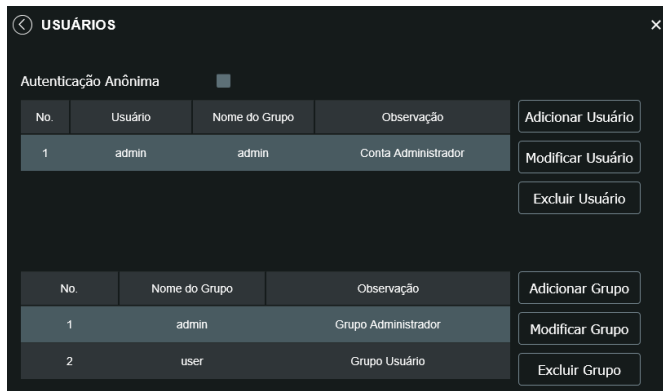 USUÁRIOS
×
Autenticação Anônima
No. Usuário Nome do Grupo Observação
Adicionar Usuário
1 admin admin Conta Administrador
Modificar Usuário
Excluir Usuário
No. Nome do Grupo Observação
Adicionar Grupo
1 admin Grupo Administrador
Modificar Grupo
2 user Grupo Usuário
Excluir Grupo